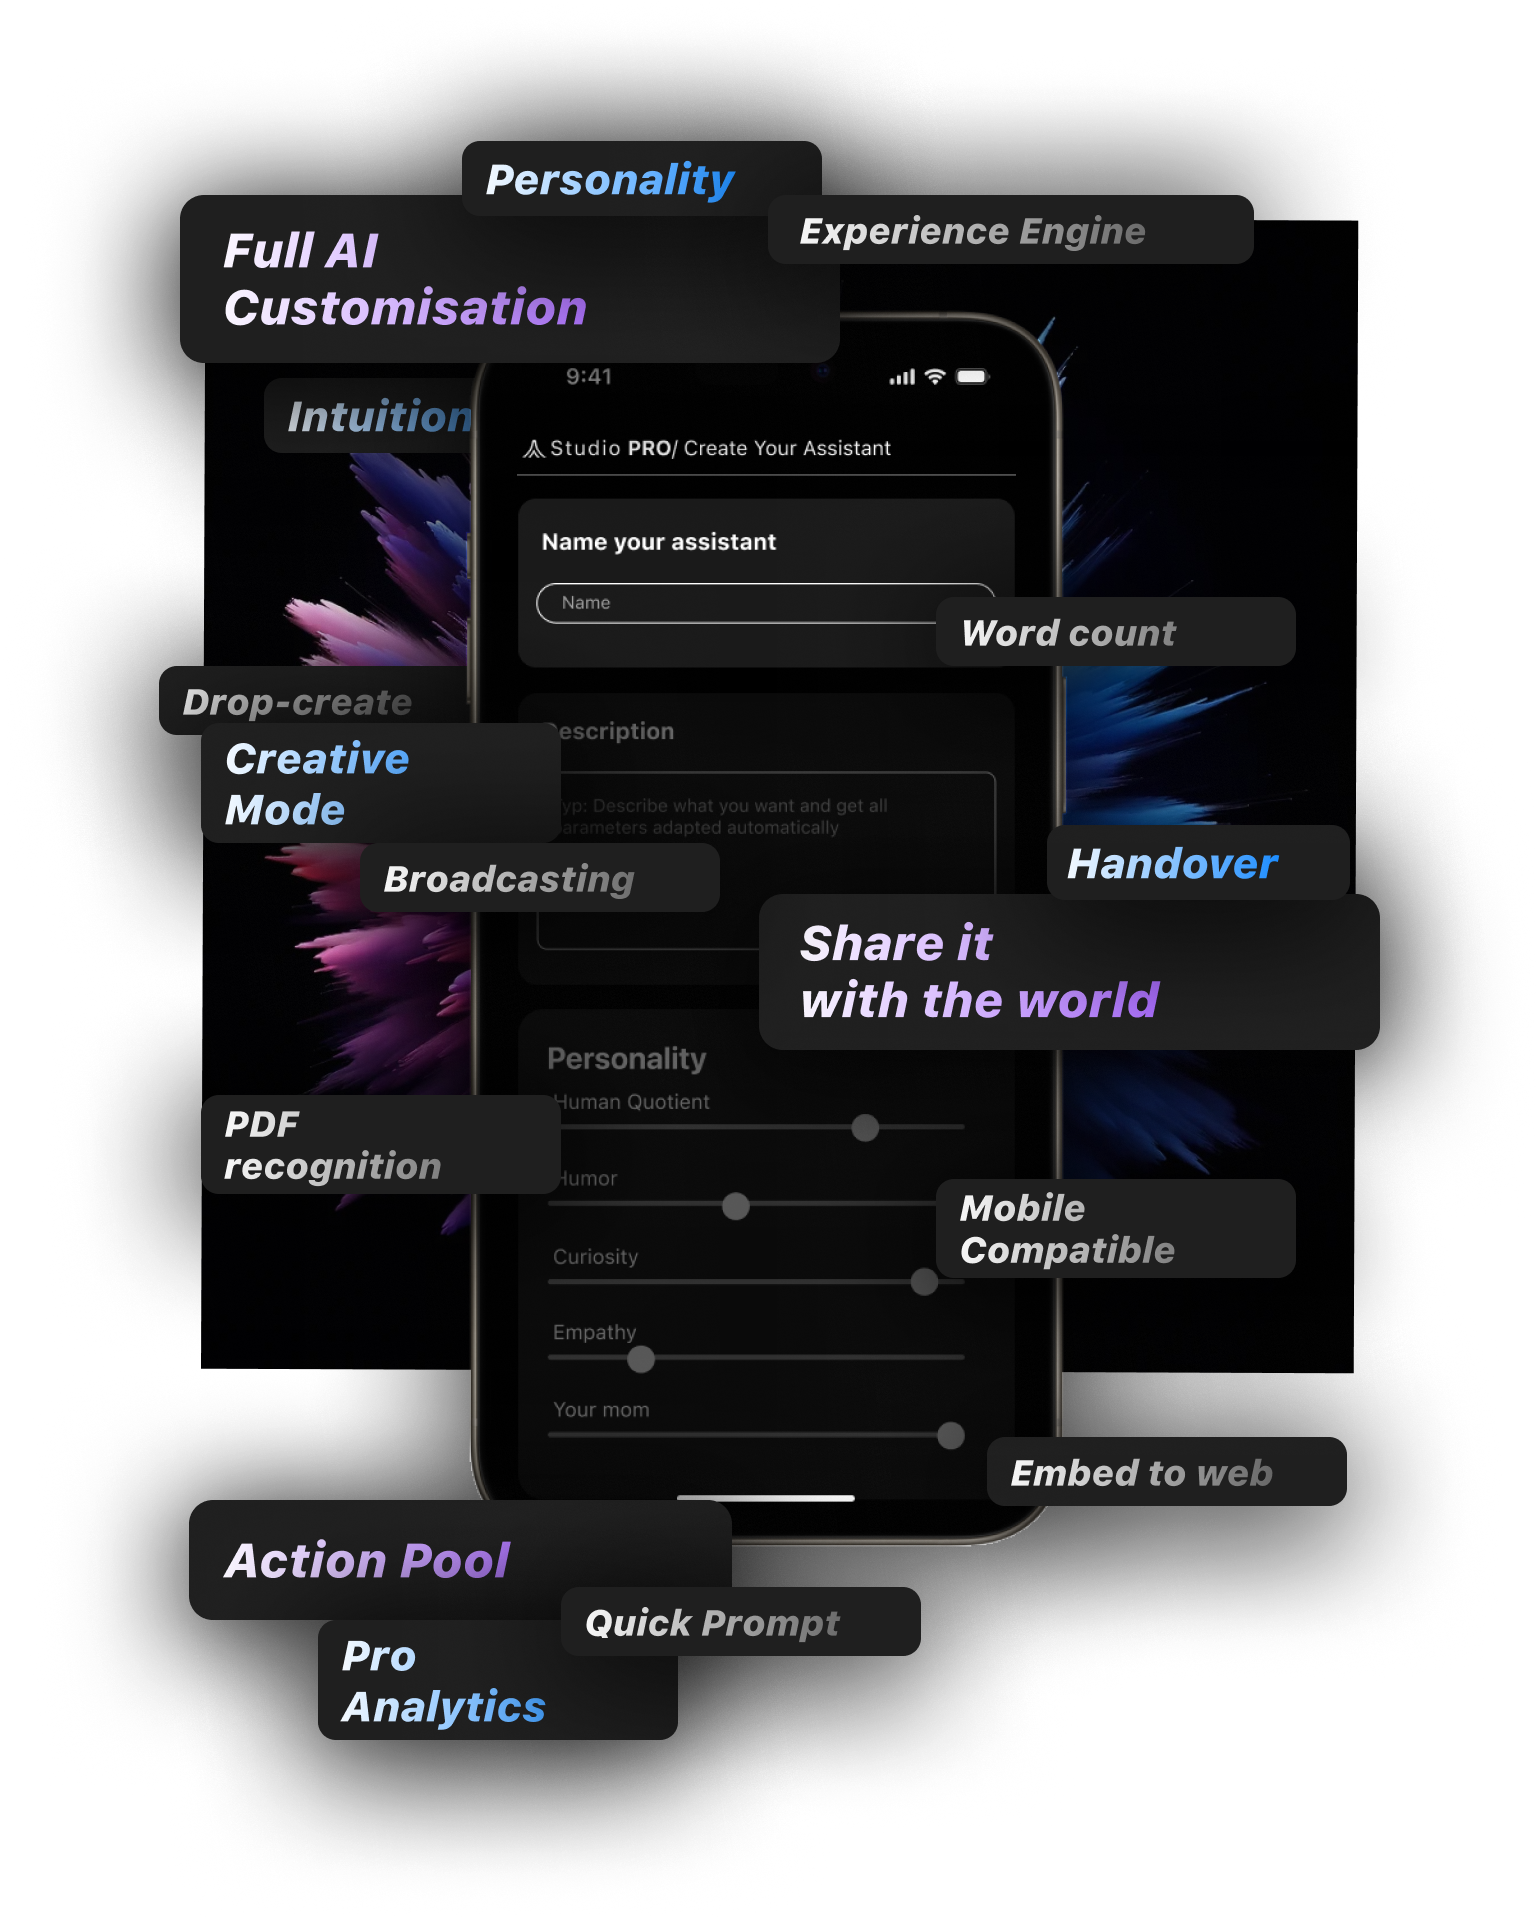 Personality
Experience Engine
Full AI
Customisation
9:41
Intuition
Studio PRO/ Create Your Assistant
Name your assistant
Name
Word count
Drop-create
escription
Creative
Mode
yp: Describe what you want and get all
arameters adapted automatically
Handover
Broadcasting
Share it
with the world
Personality
Human Quotient
PDF
recognition
Humor
Mobile
Compatible
Curiosity
Empathy
Your mom
Embed to web
Action Pool
Quick Prompt
Pro
Analytics